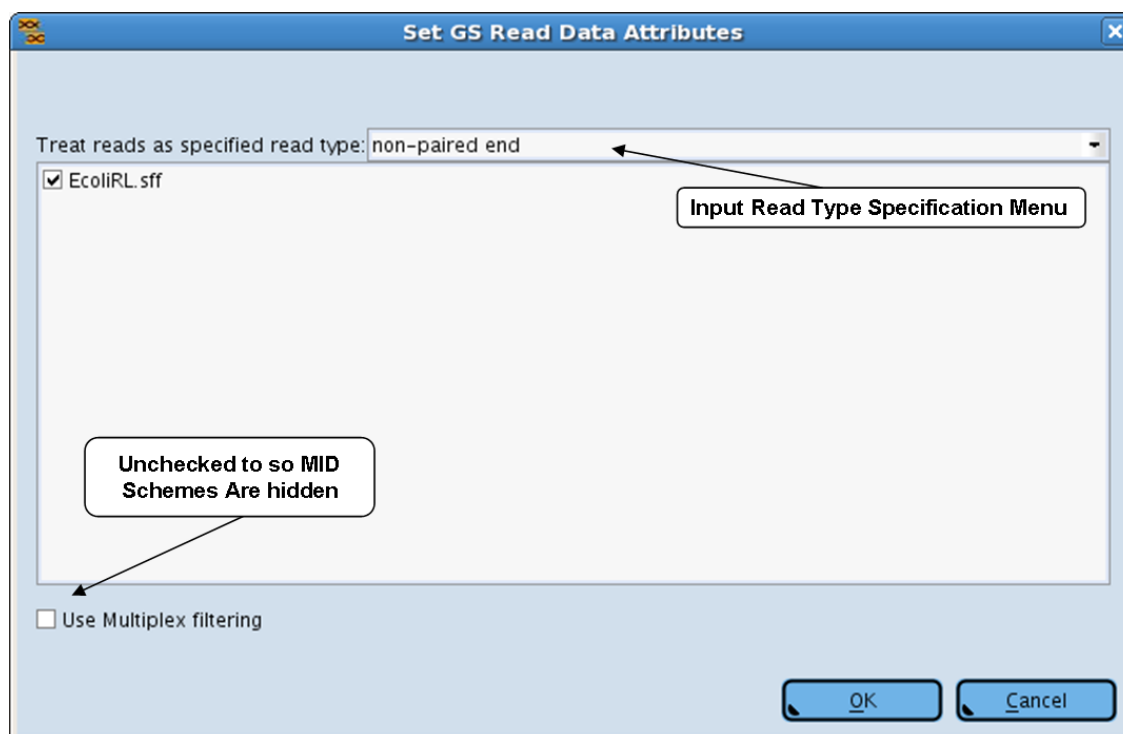 Set GS Read Data Attributes
Treat reads as specified read type: non-paired end
EcoliRL.sff
Input Read Type Specification Menu
Unchecked to so MID
Schemes Are hidden
Use Multiplex filtering
OK Cancel